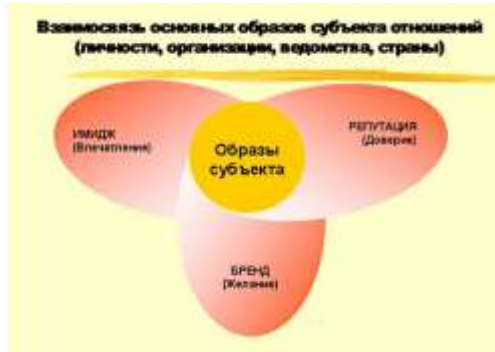 Взаимосвязь основных образов субъекта отношений
(личности, организации, ведомства, страны)
ИМИДЖ
(Впечатление)
РЕПУТАЦИЯ
(Доверие)
Образы
субъекта
БРЕНД
(Желание)